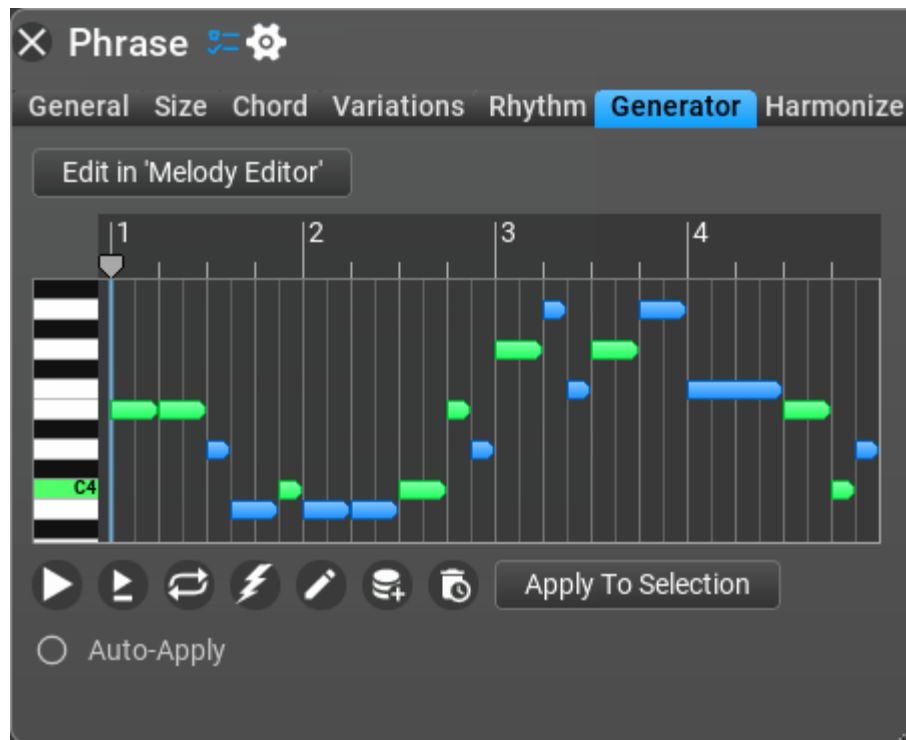 Phrase
General Size Chord Variations Rhythm Generator Harmonize
Edit in 'Melody Editor'
1 2 3 4
C4
Apply To Selection
Auto-Apply